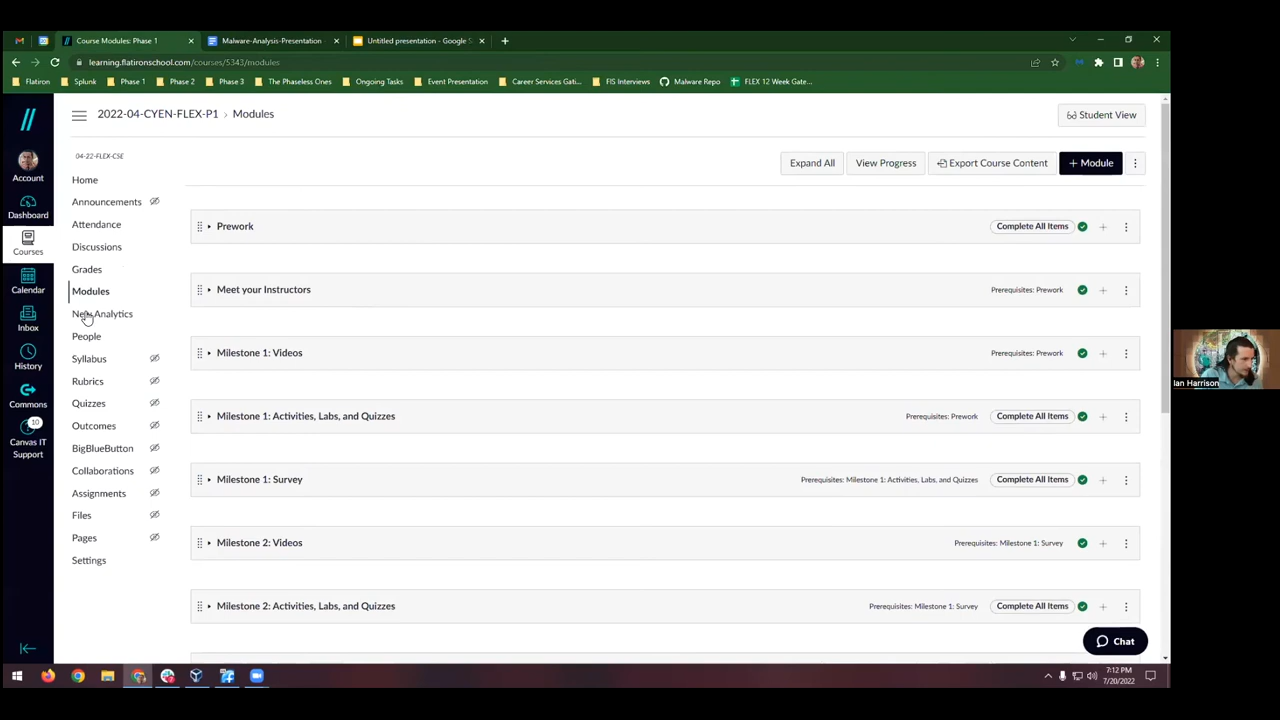 Course Modules: Phase 1
Malware-Analysis-Presentation
Untitled presentation - Google S
learning.flatironschool.com/courses/5343/modules
Flatiron
Splunk
Phase 1
Phase 2
Phase 3
The Phaseless Ones
Ongoing Tasks
Event Presentation
Career Services Gati...
FIS Interviews
Malware Repo
FLEX 12 Week Gate...
2022-04-CYEN-FLEX-P1 › Modules
Student View
04-22-FLEX-CSE
Expand All
View Progress
Export Course Content
+ Module
Account
Dashboard
Courses
Calendar
Inbox
History
Commons
10
Canvas IT
Support
Home
Announcements
Attendance
Discussions
Grades
Modules
New Analytics
People
Syllabus
Rubrics
Quizzes
Outcomes
BigBlueButton
Collaborations
Assignments
Files
Pages
Settings
Prework
Complete All Items
Meet your Instructors
Prerequisites: Prework
Milestone 1: Videos
Prerequisites: Prework
Milestone 1: Activities, Labs, and Quizzes
Prerequisites: Prework
Complete All Items
Milestone 1: Survey
Prerequisites: Milestone 1: Activities, Labs, and Quizzes
Complete All Items
Milestone 2: Videos
Prerequisites: Milestone 1: Survey
Milestone 2: Activities, Labs, and Quizzes
Prerequisites: Milestone 1: Survey
Complete All Items
Chat
Ian Harrison
7:12 PM
7/20/2022